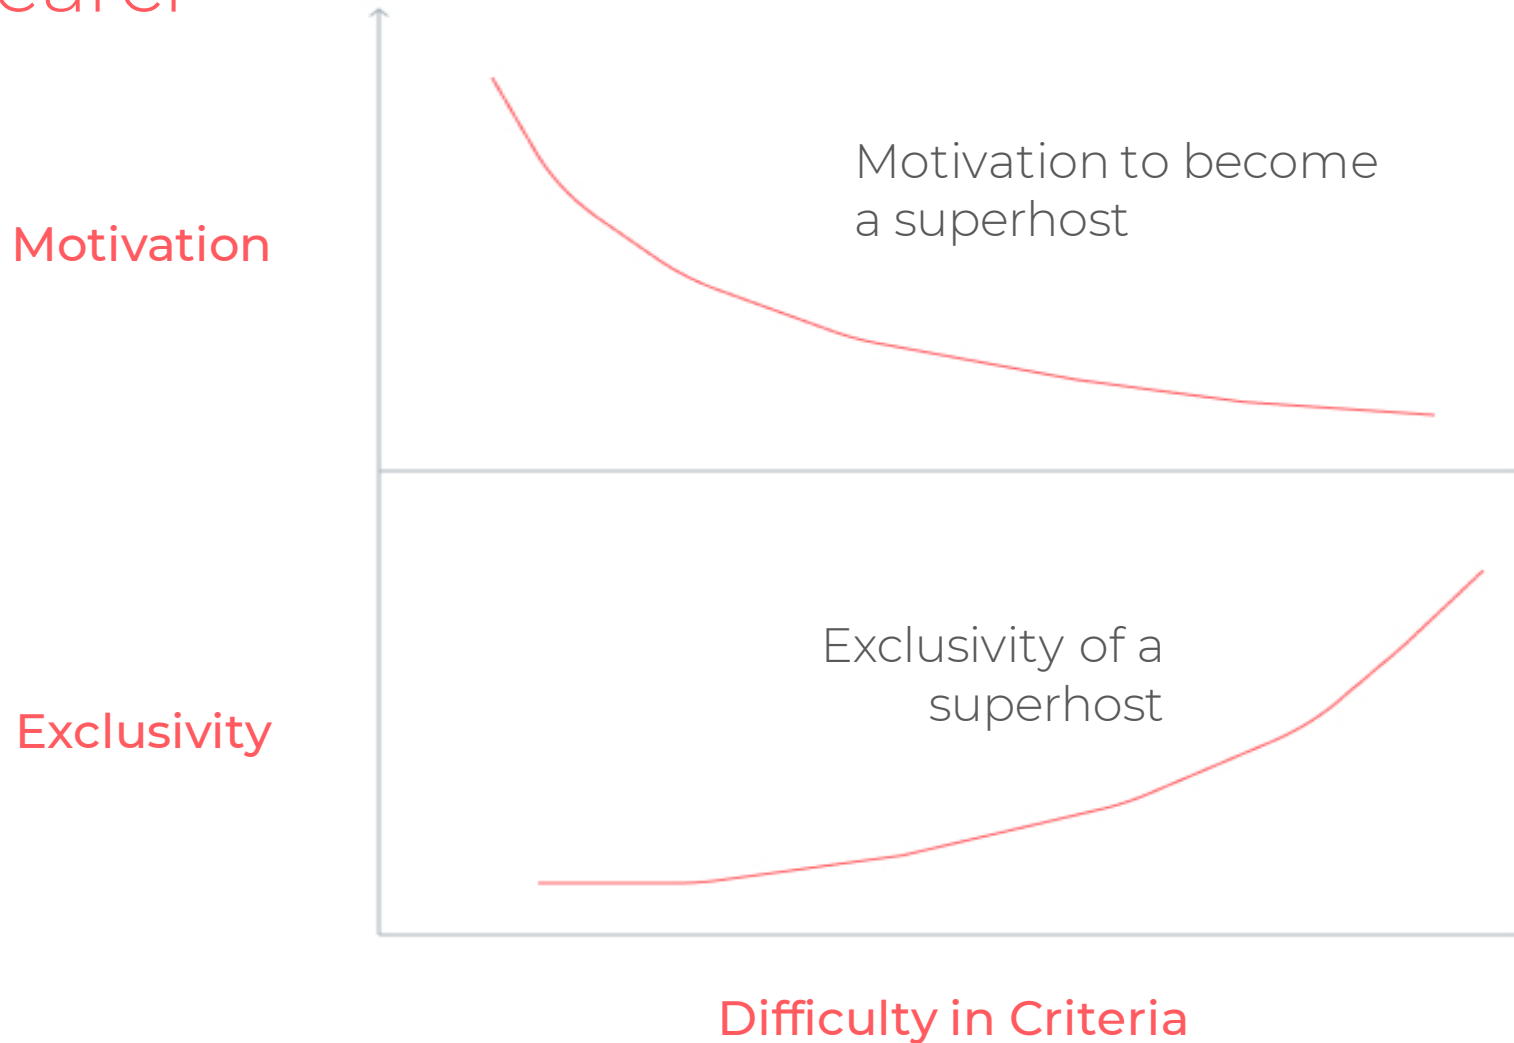 Motivation to become
a superhost
Motivation
Exclusivity of a
superhost
Exclusivity
Difficulty in Criteria